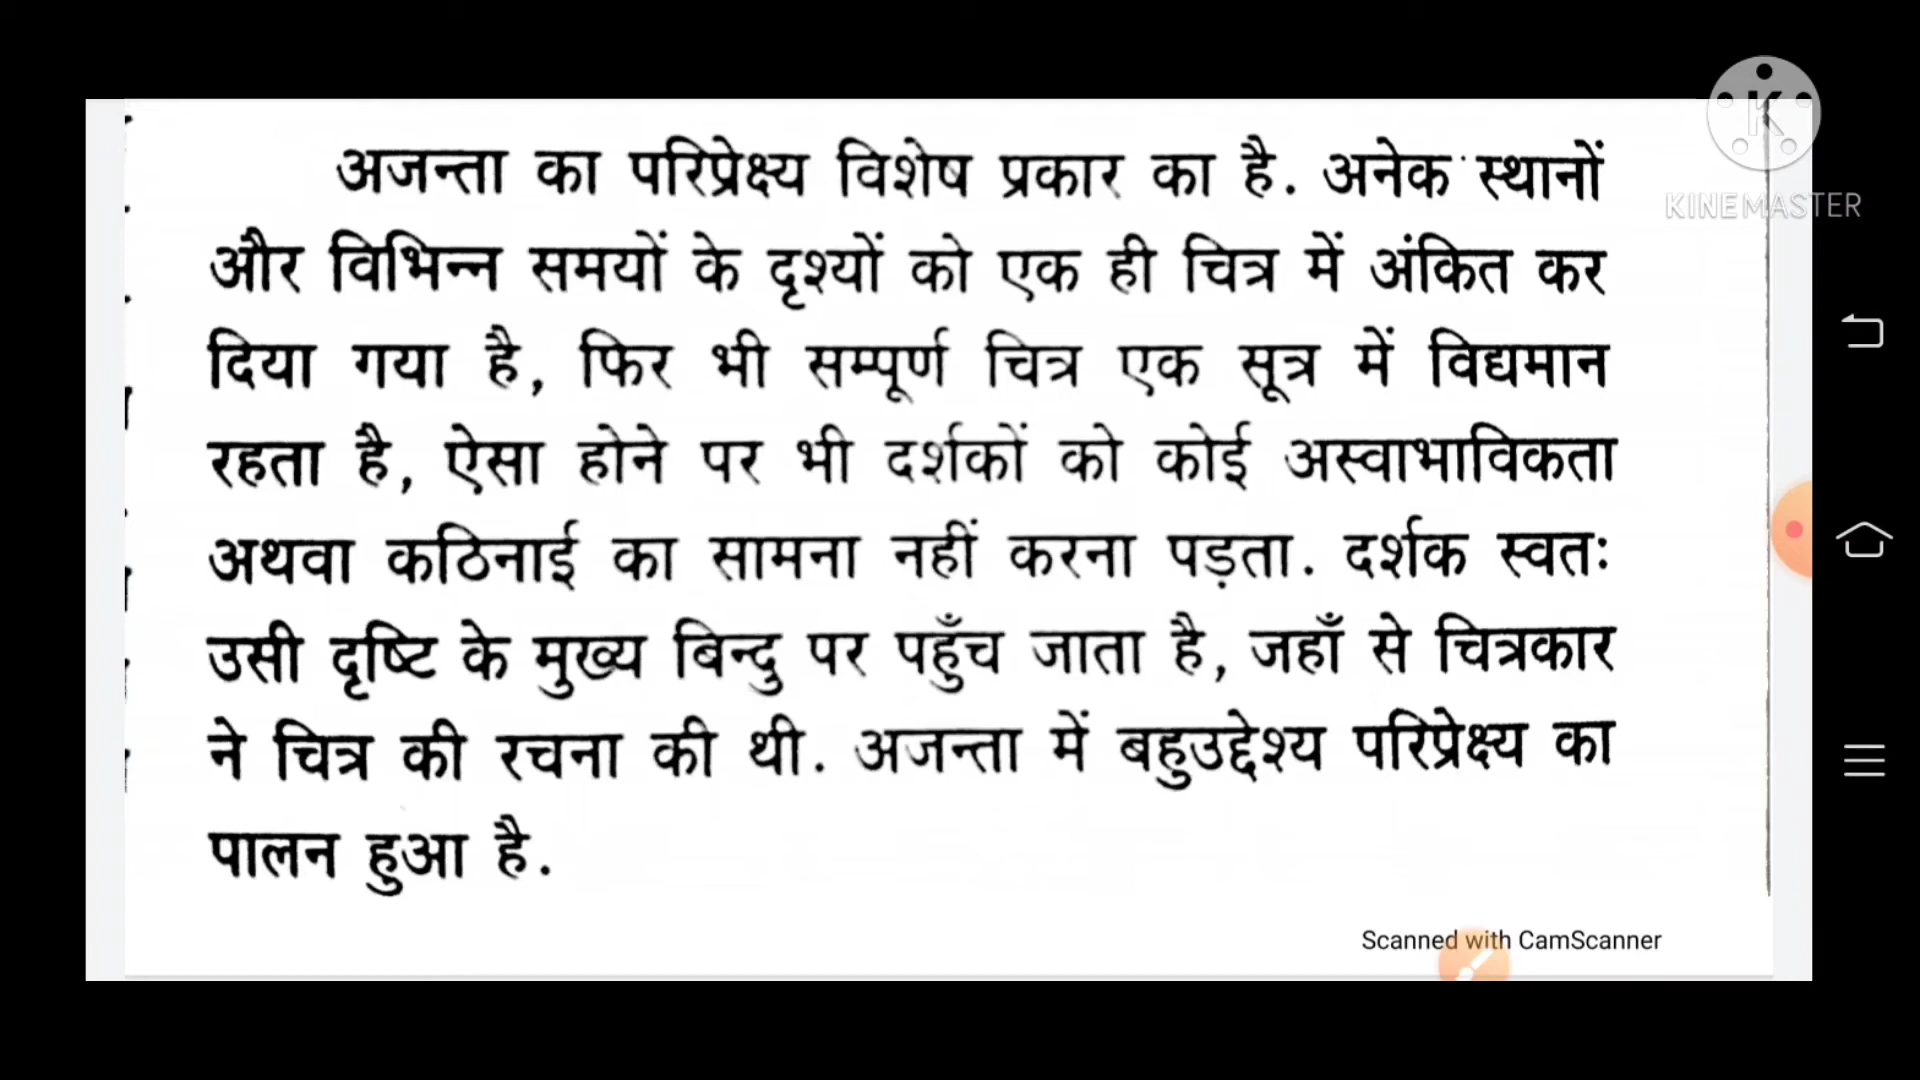 अजन्ता का परिप्रेक्ष्य विशेष प्रकार का है. अनेक स्थानों
और विभिन्न समयों के दृश्यों को एक ही चित्र में अंकित कर
दिया गया है, फिर भी सम्पूर्ण चित्र एक सूत्र में विद्यमान
रहता है, ऐसा होने पर भी दर्शकों को कोई अस्वाभाविकता
अथवा कठिनाई का सामना नहीं करना पड़ता. दर्शक स्वतः
उसी दृष्टि के मुख्य बिन्दु पर पहुँच जाता है, जहाँ से चित्रकार
ने चित्र की रचना की थी. अजन्ता में बहुउद्देश्य परिप्रेक्ष्य का
पालन हुआ है.
Scanned with CamScanner
K
KINEMASTER